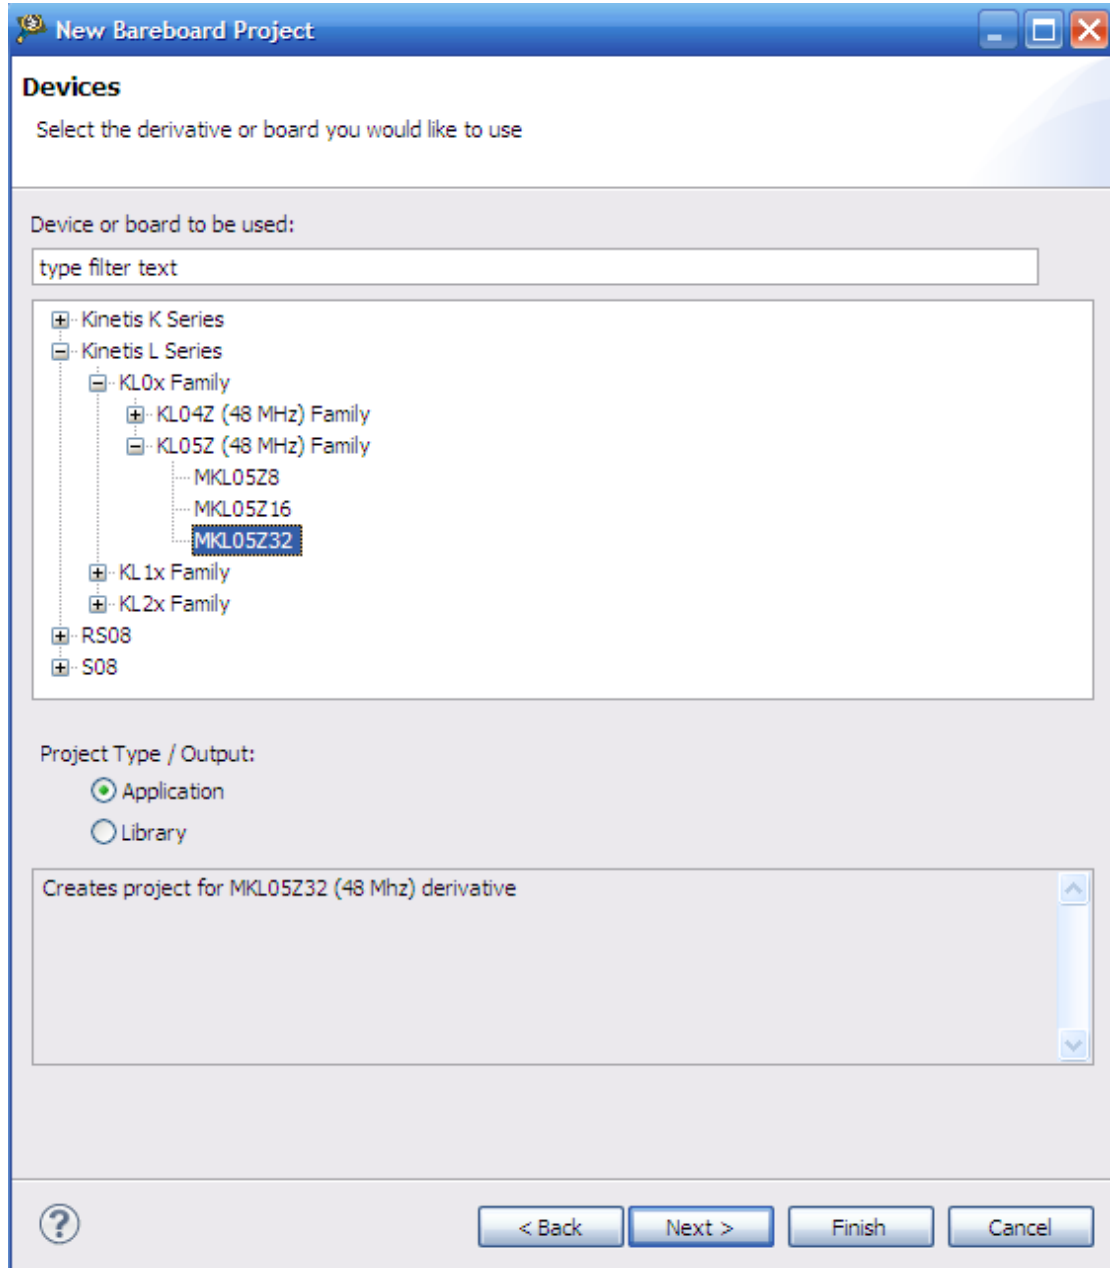 New Bareboard Project
Devices
Select the derivative or board you would like to use
Device or board to be used:
type filter text
Kinetis K Series
Kinetis L Series
KL0x Family
KL04Z (48 MHz) Family
KL05Z (48 MHz) Family
MKL05Z8
MKL05Z16
MKL05Z32
KL1x Family
KL2x Family
RS08
S08
Project Type / Output:
Application
Library
Creates project for MKL05Z32 (48 Mhz) derivative
? < Back Next > Finish Cancel